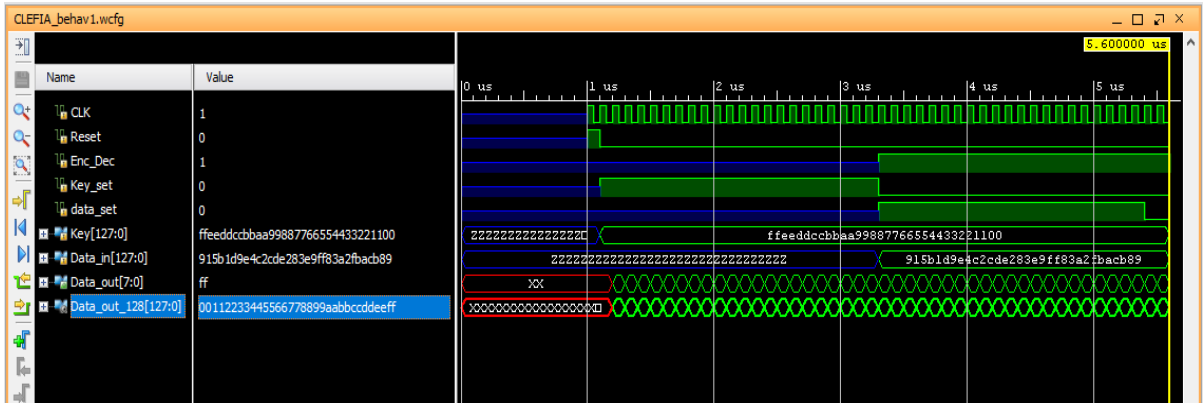 CLEFIA_behav1.wcfg
5.600000 us
Name Value
0 us 1 us 2 us 3 us 4 us 5 us
CLK 1
Reset 0
Enc_Dec 1
Key_set 0
data_set 0
Key[127:0] ffeeddccbbaa99887766554433221100 ffeeddccbbaa99887766554433221100
Data_in[127:0] 915b1d9e4c2cde283e9ff83a2fbacb89 ZZZZZZZZZZZZZZZZZZZZZZZZZZZZZZZZ 915b1d9e4c2cde283e9ff83a2fbacb89
Data_out[7:0] ff XX
Data_out_128[127:0] 00112233445566778899aabbccddeeff